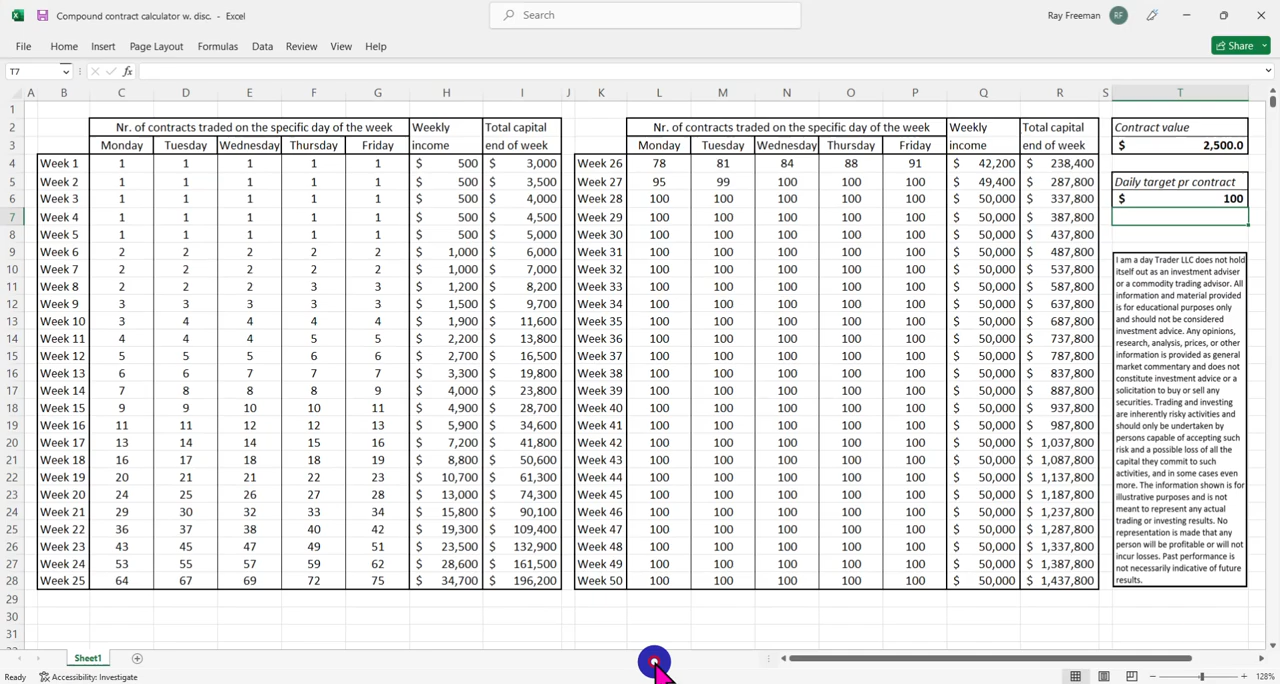 Compound contract calculator w. disc. - Excel
Search
Ray Freeman RF
File Home Insert Page Layout Formulas Data Review View Help
Share
T7 fx
A B C D E F G H I J K L M N O P Q R S T
1
2 Nr. of contracts traded on the specific day of the week Weekly Total capital Nr. of contracts traded on the specific day of the week Weekly Total capital Contract value
3 Monday Tuesday Wednesday Thursday Friday income end of week Monday Tuesday Wednesday Thursday Friday income end of week $ 2,500.0
4 Week 1 1 1 1 1 1 $ 500 $ 3,000 Week 26 78 81 84 88 91 $ 42,200 $ 238,400
5 Week 2 1 1 1 1 1 $ 500 $ 3,500 Week 27 95 99 100 100 100 $ 49,400 $ 287,800 Daily target pr contract
6 Week 3 1 1 1 1 1 $ 500 $ 4,000 Week 28 100 100 100 100 100 $ 50,000 $ 337,800 $ 100
7 Week 4 1 1 1 1 1 $ 500 $ 4,500 Week 29 100 100 100 100 100 $ 50,000 $ 387,800
8 Week 5 1 1 1 1 1 $ 500 $ 5,000 Week 30 100 100 100 100 100 $ 50,000 $ 437,800
9 Week 6 2 2 2 2 2 $ 1,000 $ 6,000 Week 31 100 100 100 100 100 $ 50,000 $ 487,800
10 Week 7 2 2 2 2 2 $ 1,000 $ 7,000 Week 32 100 100 100 100 100 $ 50,000 $ 537,800
11 Week 8 2 2 2 3 3 $ 1,200 $ 8,200 Week 33 100 100 100 100 100 $ 50,000 $ 587,800
12 Week 9 3 3 3 3 3 $ 1,500 $ 9,700 Week 34 100 100 100 100 100 $ 50,000 $ 637,800
13 Week 10 3 4 4 4 4 $ 1,900 $ 11,600 Week 35 100 100 100 100 100 $ 50,000 $ 687,800
14 Week 11 4 4 4 5 5 $ 2,200 $ 13,800 Week 36 100 100 100 100 100 $ 50,000 $ 737,800
15 Week 12 5 5 5 6 6 $ 2,700 $ 16,500 Week 37 100 100 100 100 100 $ 50,000 $ 787,800
16 Week 13 6 6 7 7 7 $ 3,300 $ 19,800 Week 38 100 100 100 100 100 $ 50,000 $ 837,800
17 Week 14 7 8 8 8 9 $ 4,000 $ 23,800 Week 39 100 100 100 100 100 $ 50,000 $ 887,800
18 Week 15 9 9 10 10 11 $ 4,900 $ 28,700 Week 40 100 100 100 100 100 $ 50,000 $ 937,800
19 Week 16 11 11 12 12 13 $ 5,900 $ 34,600 Week 41 100 100 100 100 100 $ 50,000 $ 987,800
20 Week 17 13 14 14 15 16 $ 7,200 $ 41,800 Week 42 100 100 100 100 100 $ 50,000 $ 1,037,800
21 Week 18 16 17 18 18 19 $ 8,800 $ 50,600 Week 43 100 100 100 100 100 $ 50,000 $ 1,087,800
22 Week 19 20 21 21 22 23 $ 10,700 $ 61,300 Week 44 100 100 100 100 100 $ 50,000 $ 1,137,800
23 Week 20 24 25 26 27 28 $ 13,000 $ 74,300 Week 45 100 100 100 100 100 $ 50,000 $ 1,187,800
24 Week 21 29 30 32 33 34 $ 15,800 $ 90,100 Week 46 100 100 100 100 100 $ 50,000 $ 1,237,800
25 Week 22 36 37 38 40 42 $ 19,300 $ 109,400 Week 47 100 100 100 100 100 $ 50,000 $ 1,287,800
26 Week 23 43 45 47 49 51 $ 23,500 $ 132,900 Week 48 100 100 100 100 100 $ 50,000 $ 1,337,800
27 Week 24 53 55 57 59 62 $ 28,600 $ 161,500 Week 49 100 100 100 100 100 $ 50,000 $ 1,387,800
28 Week 25 64 67 69 72 75 $ 34,700 $ 196,200 Week 50 100 100 100 100 100 $ 50,000 $ 1,437,800
29
30
31
I am a day Trader LLC does not hold
itself out as an investment adviser
or a commodity trading advisor. All
information and material provided
is for educational purposes only
and should not be considered
investment advice. Any opinions,
research, analysis, prices, or other
information is provided as general
market commentary and does not
constitute investment advice or a
solicitation to buy or sell any
securities. Trading and investing
are inherently risky activities and
should only be undertaken by
persons capable of accepting such
risk and a possible loss of all the
capital they commit to such
activities, and in some cases even
more. The information shown is for
illustrative purposes and is not
meant to represent any actual
trading or investing results. No
representation is made that any
person will be profitable or will not
incur losses. Past performance is
not necessarily indicative of future
results.
Sheet1
Ready Accessibility: Investigate 128%